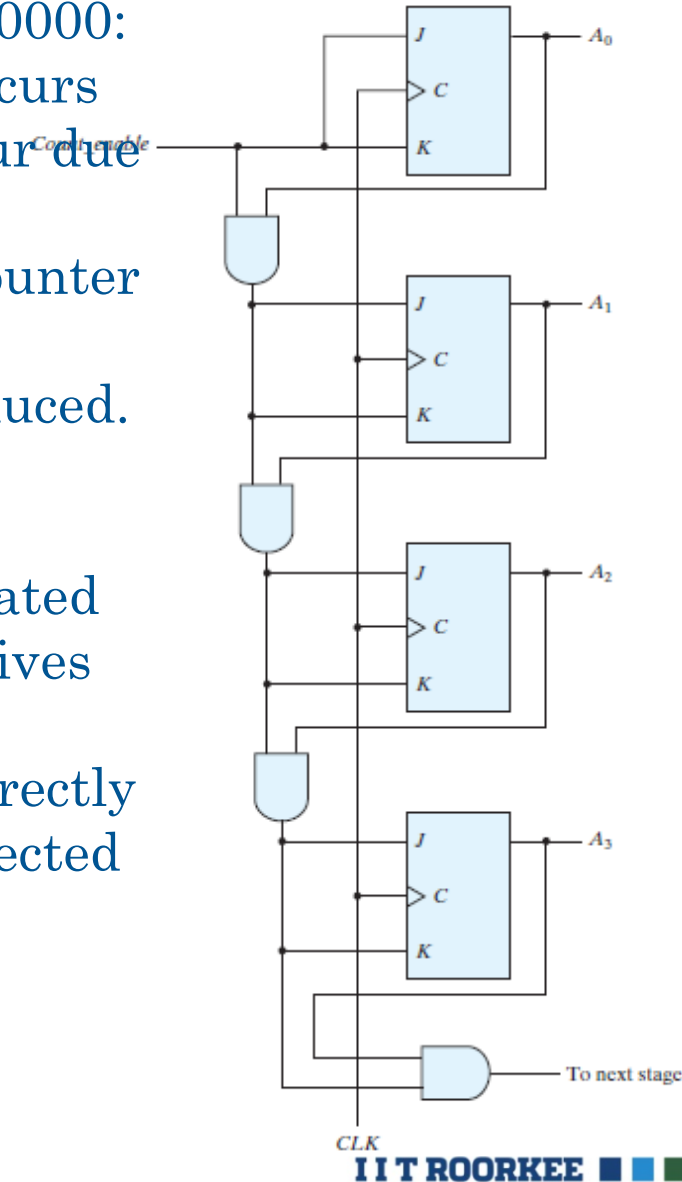 0000:
curs
Count_enable
ur due
ounter
uced.
ated
ives
rectly
ected
J
C
K
A0
J
C
K
A1
J
C
K
A2
J
C
K
A3
To next stage
CLK
IIT ROORKEE